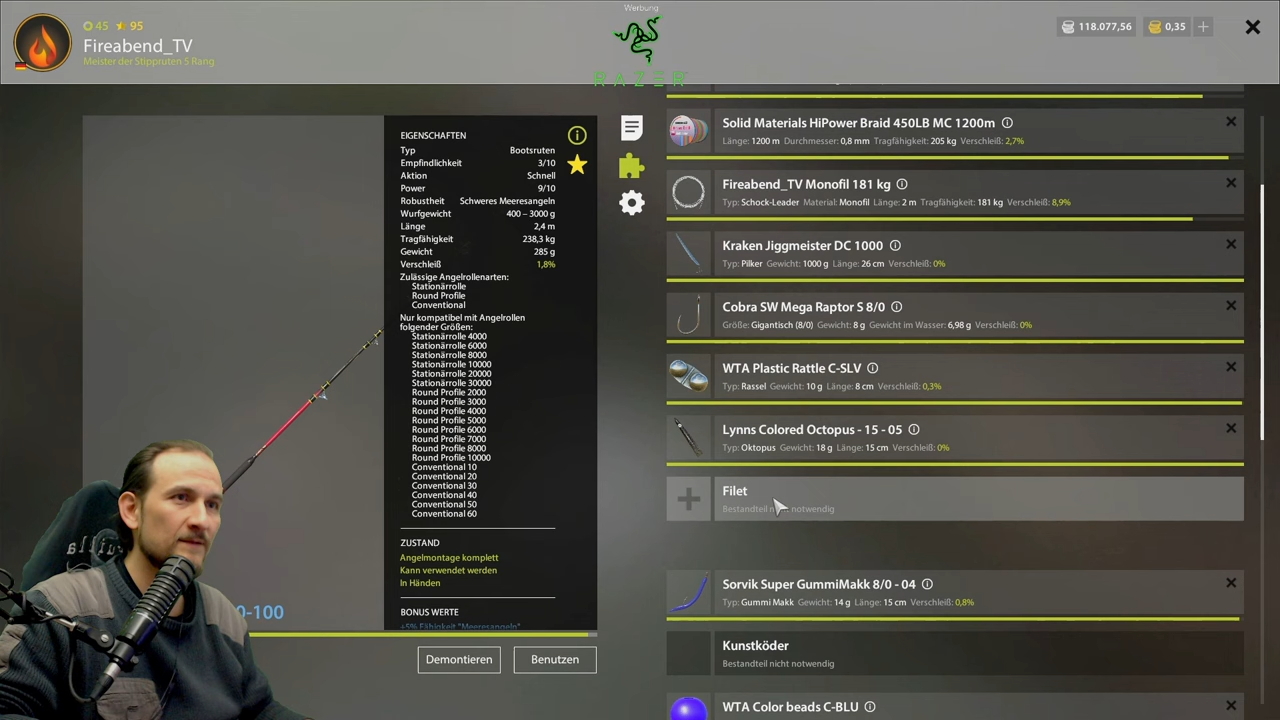 Werbung
45 95
Fireabend_TV
Meister der Stippruten S Rang
RAZER
118.077,56
0,35
EIGENSCHAFTEN
Typ Bootsruten
Empfindlichkeit 3/10
Aktion Schnell
Power 9/10
Robustheit Schweres Meeresangeln
Wurfgewicht 400 – 3000 g
Länge 2,4 m
Tragfähigkeit 238,3 kg
Gewicht 285 g
Verschleiß 1,8%
Zulässige Angelrollenarten:
Stationärrolle
Round Profile
Conventional
Nur kompatibel mit Angelrollen
folgender Größen:
Stationärrolle 4000
Stationärrolle 6000
Stationärrolle 8000
Stationärrolle 10000
Stationärrolle 20000
Stationärrolle 30000
Round Profile 2000
Round Profile 3000
Round Profile 4000
Round Profile 5000
Round Profile 6000
Round Profile 7000
Round Profile 8000
Round Profile 10000
Conventional 10
Conventional 20
Conventional 30
Conventional 40
Conventional 50
Conventional 60
ZUSTAND
Angelmontage komplett
Kann verwendet werden
In Händen
BONUS WERTE
+5% Fähigkeit "Meeresangeln"
0-100
Demontieren
Benutzen
Solid Materials HiPower Braid 450LB MC 1200m
Länge: 1200 m Durchmesser: 0,8 mm Tragfähigkeit: 205 kg Verschleiß: 2,7%
Fireabend_TV Monofil 181 kg
Typ: Schock-Leader Material: Monofil Länge: 2 m Tragfähigkeit: 181 kg Verschleiß: 8,9%
Kraken Jiggmeister DC 1000
Typ: Pilker Gewicht: 1000 g Länge: 26 cm Verschleiß: 0%
Cobra SW Mega Raptor S 8/0
Größe: Gigantisch (8/0) Gewicht: 8 g Gewicht im Wasser: 6,98 g Verschleiß: 0%
WTA Plastic Rattle C-SLV
Typ: Rassel Gewicht: 10 g Länge: 8 cm Verschleiß: 0,3%
Lynns Colored Octopus - 15 - 05
Typ: Oktopus Gewicht: 18 g Länge: 15 cm Verschleiß: 0%
Filet
Bestandteil notwendig
Sorvik Super GummiMakk 8/0 - 04
Typ: Gummi Makk Gewicht: 14 g Länge: 15 cm Verschleiß: 0,8%
Kunstköder
Bestandteil nicht notwendig
WTA Color beads C-BLU